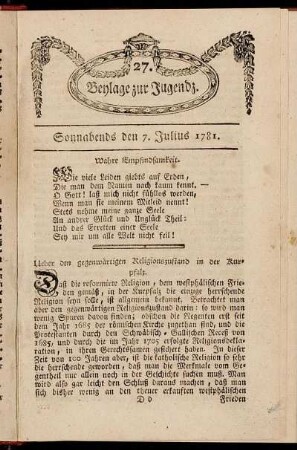 27.
Beylage zur Jugendz.
Sonnabends den 7. Julius 1781.
Wahre Empfindsamkeit.
Wie viele Leiden giebts auf Erden,
Die man dem Namen nach kaum kennt, —
O Gott! laß mich nicht fühllos werden,
Wenn man sie meinem Mitleid nennt!
Stets nehme meine ganze Seele
An andrer Glück und Unglück Theil:
Und das Erretten einer Seele
Sey mir um alle Welt nicht feil!
Ueber den gegenwärtigen Religionszustand in der Kur-
pfalz.
Daß die reformirte Religion, dem westphälischen Frie-
den gemäß, in der Kurpfalz die einzige herrschende
Religion seyn solle, ist allgemein bekannt. Betrachtet man
aber den gegenwärtigen Religionszustand darin: so wird man
wenig Spuren davon finden; obschon die Regenten erst seit
dem Jahr 1685 der römischen Kirche zugethan sind, und die
Protestanten durch den Schwäbisch-Hallischen Receß von
1685, und durch die im Jahr 1705 erfolgte Religionsdekla-
ration, in ihren Gerechtsamen gesichert haben. In dieser
Zeit von 100 Jahren aber, ist die katholische Religion so sehr
die herrschende geworden, daß man die Merkmale vom Ge-
gentheil nur allein noch in der Geschichte suchen muß. Man
wird also gar leicht den Schluß daraus machen, daß man
sich bisher wenig an den theuer erkauften westphälischen
D d
Frieden